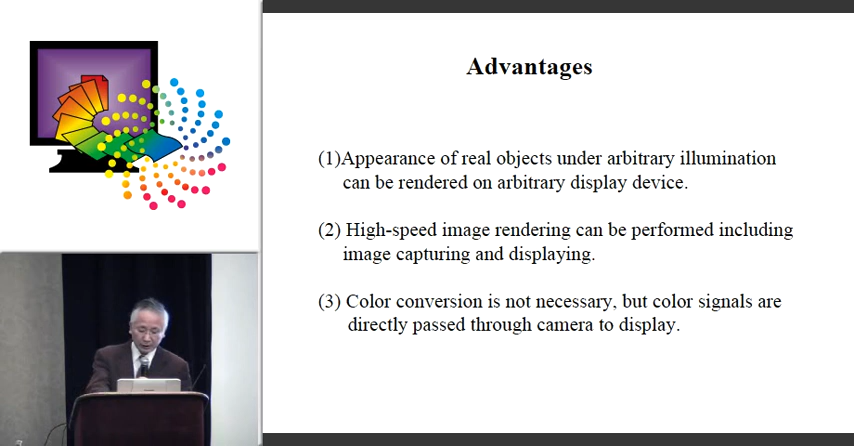 Advantages
(1)Appearance of real objects under arbitrary illumination
can be rendered on arbitrary display device.
(2) High-speed image rendering can be performed including
image capturing and displaying.
(3) Color conversion is not necessary, but color signals are
directly passed through camera to display.